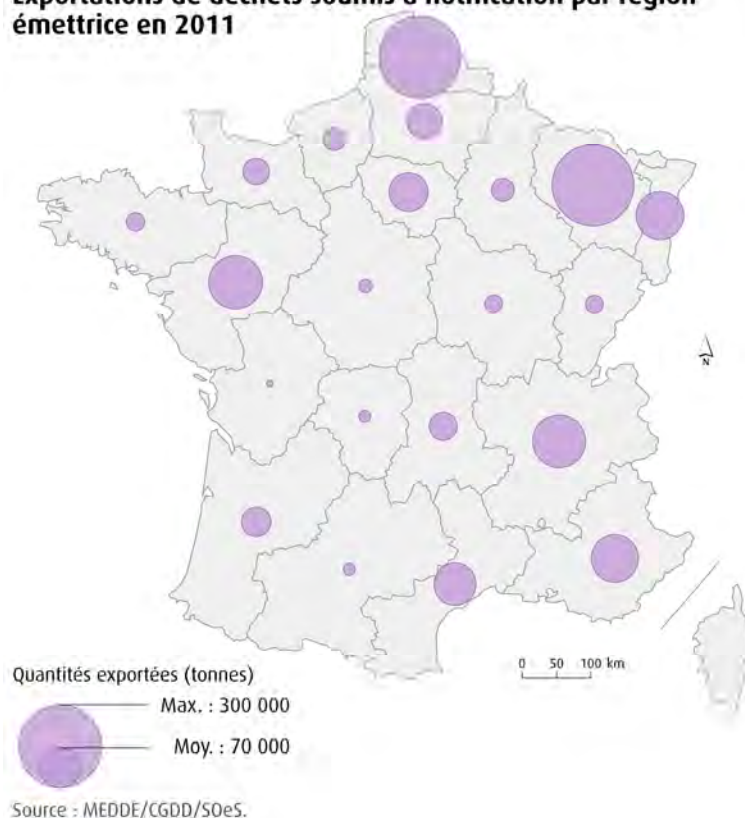 Exportations de déchets soumis à notification par région
émettrice en 2011
N
0 50 100 km
Quantités exportées (tonnes)
Max. : 300 000
Moy. : 70 000
Source : MEDDE/CGDD/SOeS.